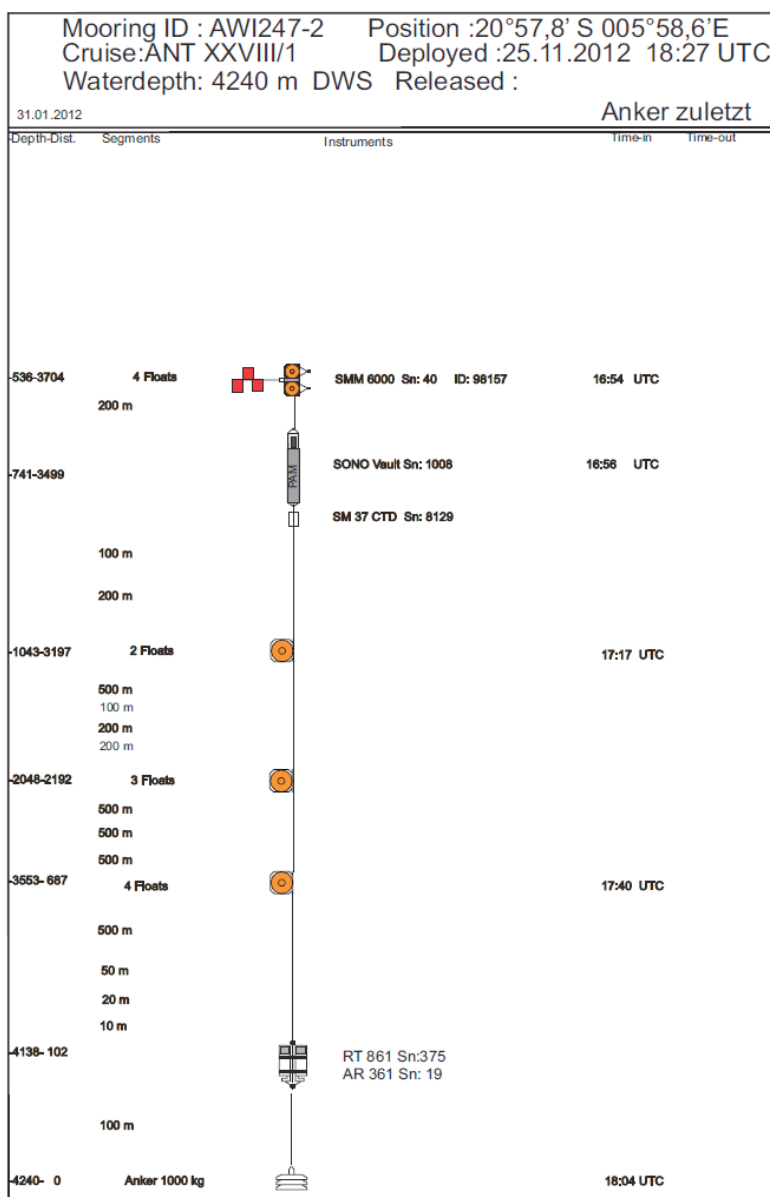 Mooring ID : AWI247-2 Position :20°57,8' S 005°58,6'E
Cruise:ANT XXVIII/1 Deployed :25.11.2012 18:27 UTC
Waterdepth: 4240 m DWS Released :
31.01.2012 Anker zuletzt
-Depth-Dist. Segments Instruments Time-in Time-out
-536-3704 4 Floats SMM 6000 Sn: 40 ID: 98157 16:54 UTC
200 m
-741-3499 PAM SONO Vault Sn: 1008 16:56 UTC
SM 37 CTD Sn: 8129
100 m
200 m
-1043-3197 2 Floats 17:17 UTC
500 m
100 m
200 m
200 m
-2048-2192 3 Floats
500 m
500 m
500 m
-3553- 687 4 Floats 17:40 UTC
500 m
50 m
20 m
10 m
-4138- 102 RT 861 Sn:375
AR 361 Sn: 19
100 m
-4240- 0 Anker 1000 kg 18:04 UTC